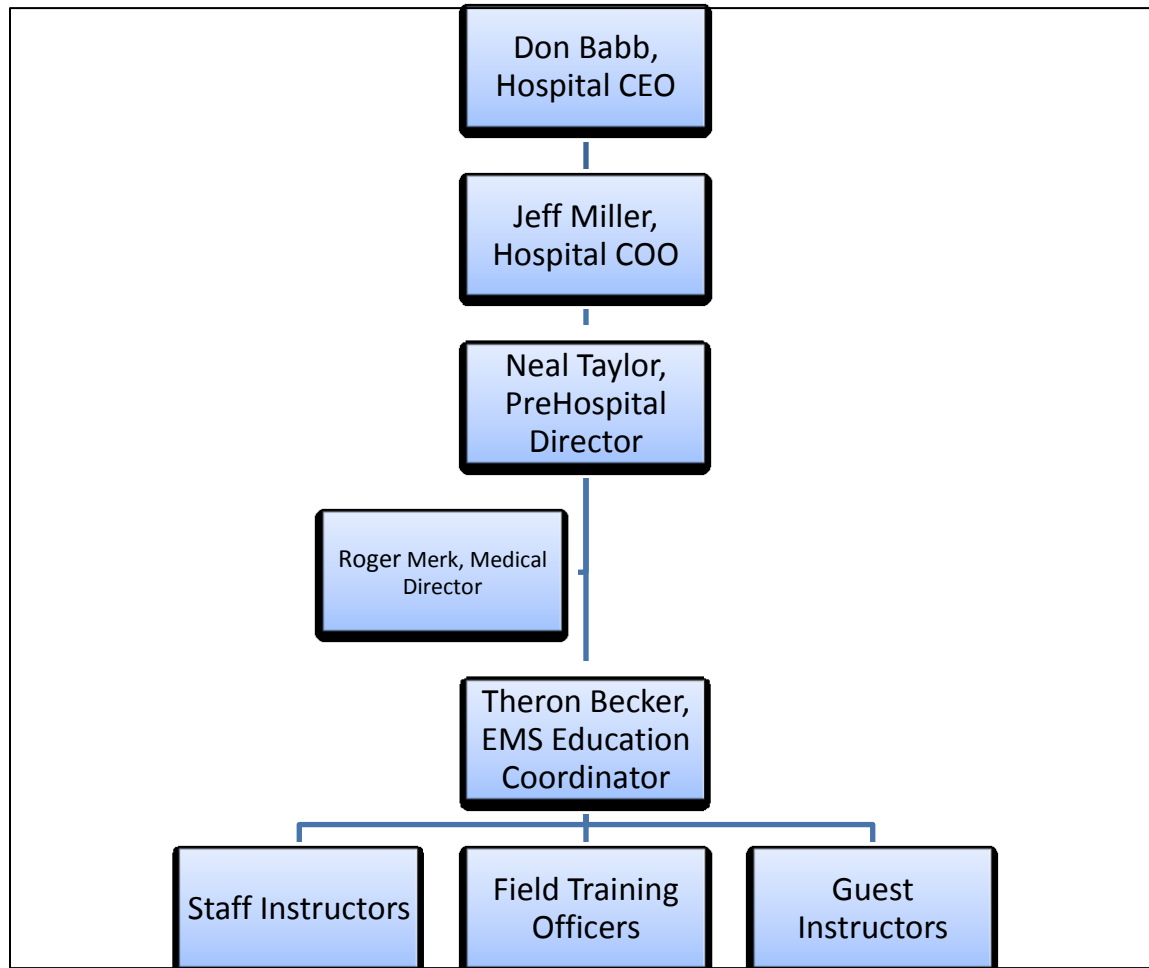 Don Babb,
Hospital CEO
Jeff Miller,
Hospital COO
Neal Taylor,
PreHospital
Director
Roger Merk, Medical
Director
Theron Becker,
EMS Education
Coordinator
Staff Instructors
Field Training
Officers
Guest
Instructors